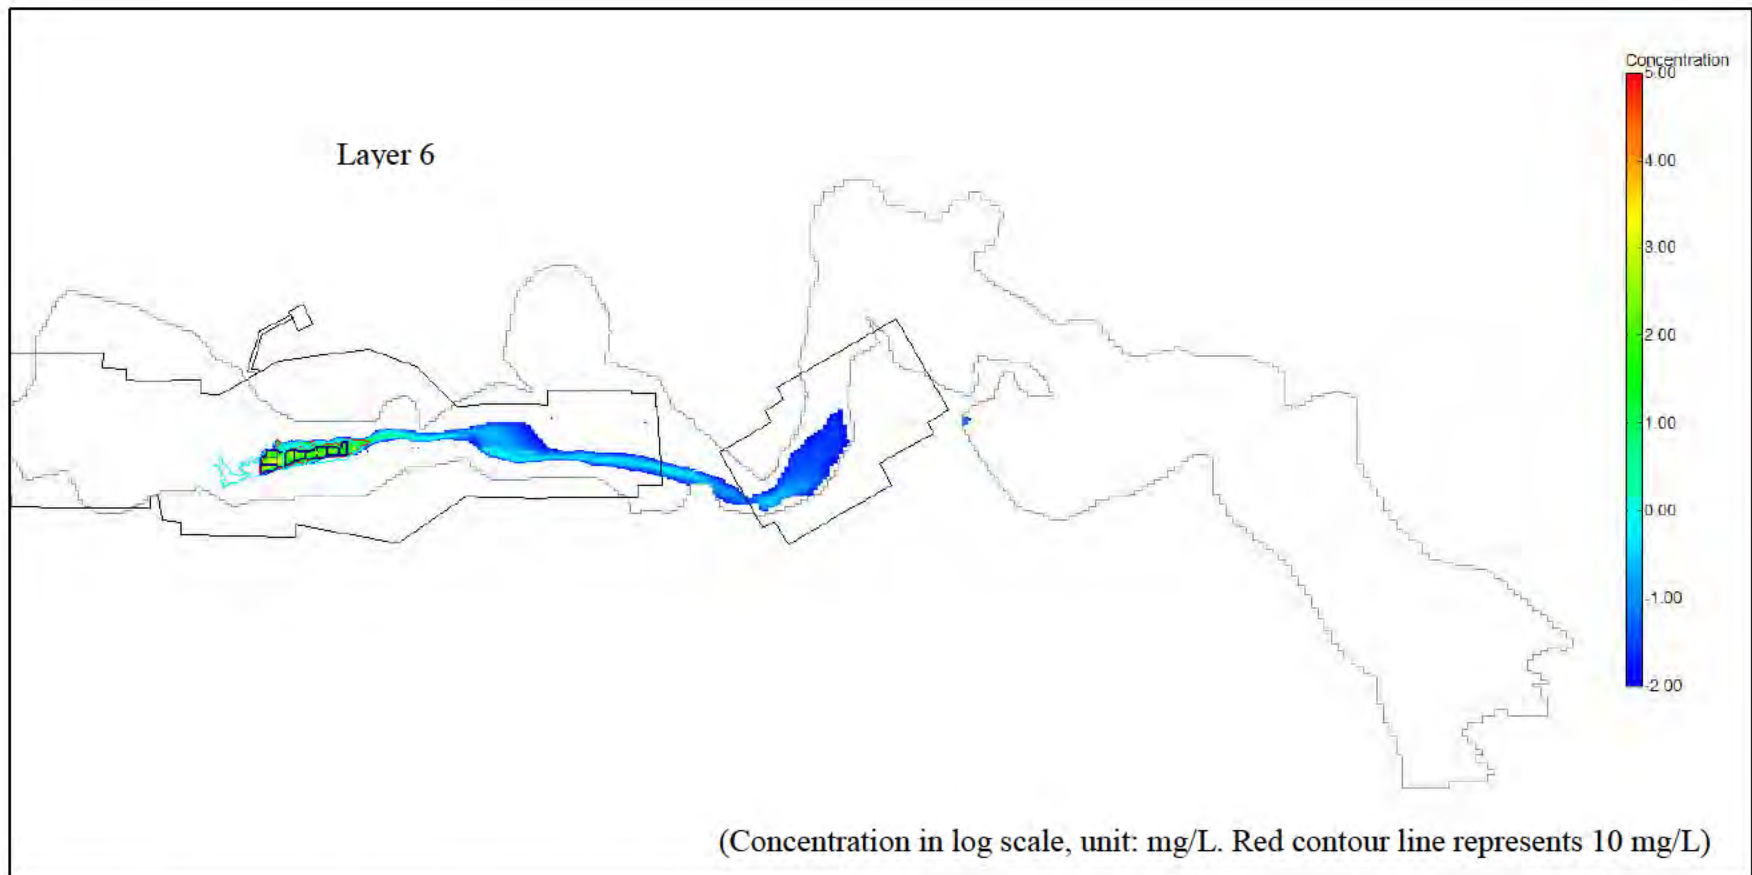 Concentration
5.00
Layer 6
4.00
3.00
2.00
1.00
0.00
-1.00
-2.00
(Concentration in log scale, unit: mg/L. Red contour line represents 10 mg/L)